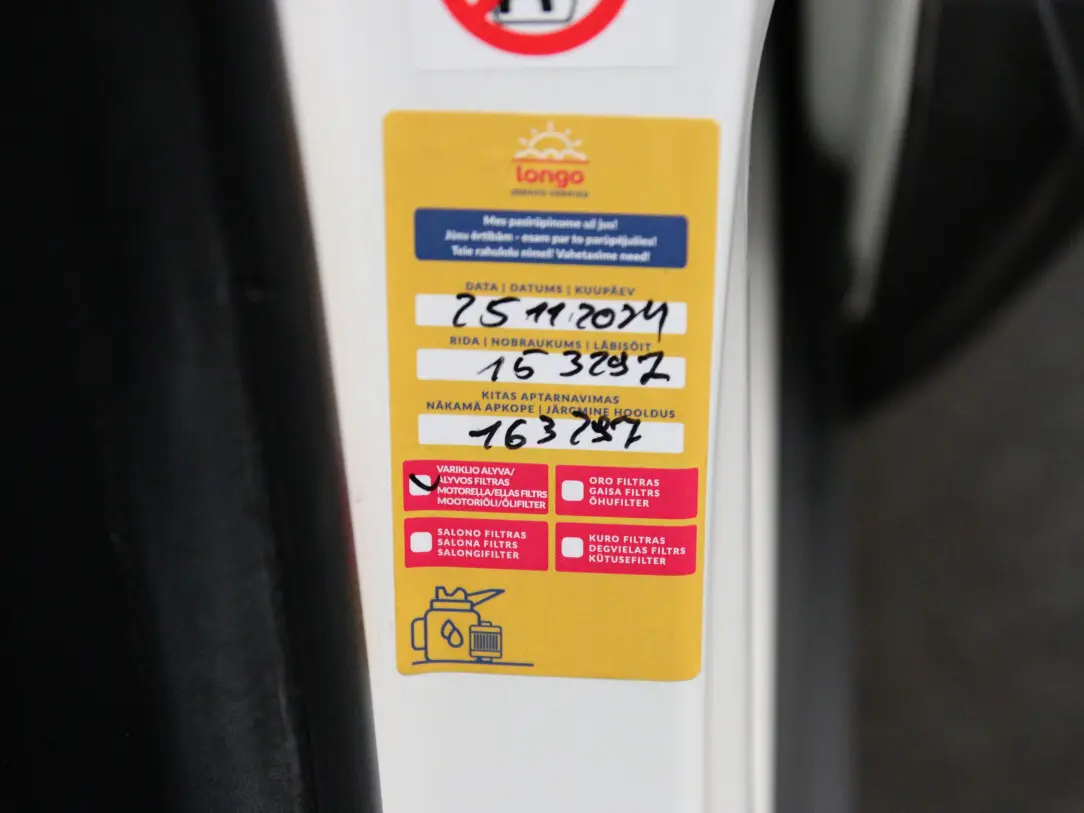 longo
Mes pasirūpinome už jus!
Jūsu ērtībām - esam par to parūpējušies!
Teie rahulolu nimel! Vahetasime need!
DATA | DATUMS | KUUPÄEV
25 11.2024
RIDA | NOBRAUKUMS | LÄBISÕIT
153297
KITAS APTARNAVIMAS
NĀKAMĀ APKOPE | JÄRGMINE HOOLDUS
163297
VARIKLIO ALYVA/
ALYVOS FILTRAS
MOTOREĻĻA/EĻĻAS FILTRS
MOOTORIÕLI/ÕLIFILTER
ORO FILTRAS
GAISA FILTRS
ÕHUFILTER
SALONO FILTRAS
SALONA FILTRS
SALONGIFILTER
KURO FILTRAS
DEGVIELAS FILTRS
KÜTUSEFILTER